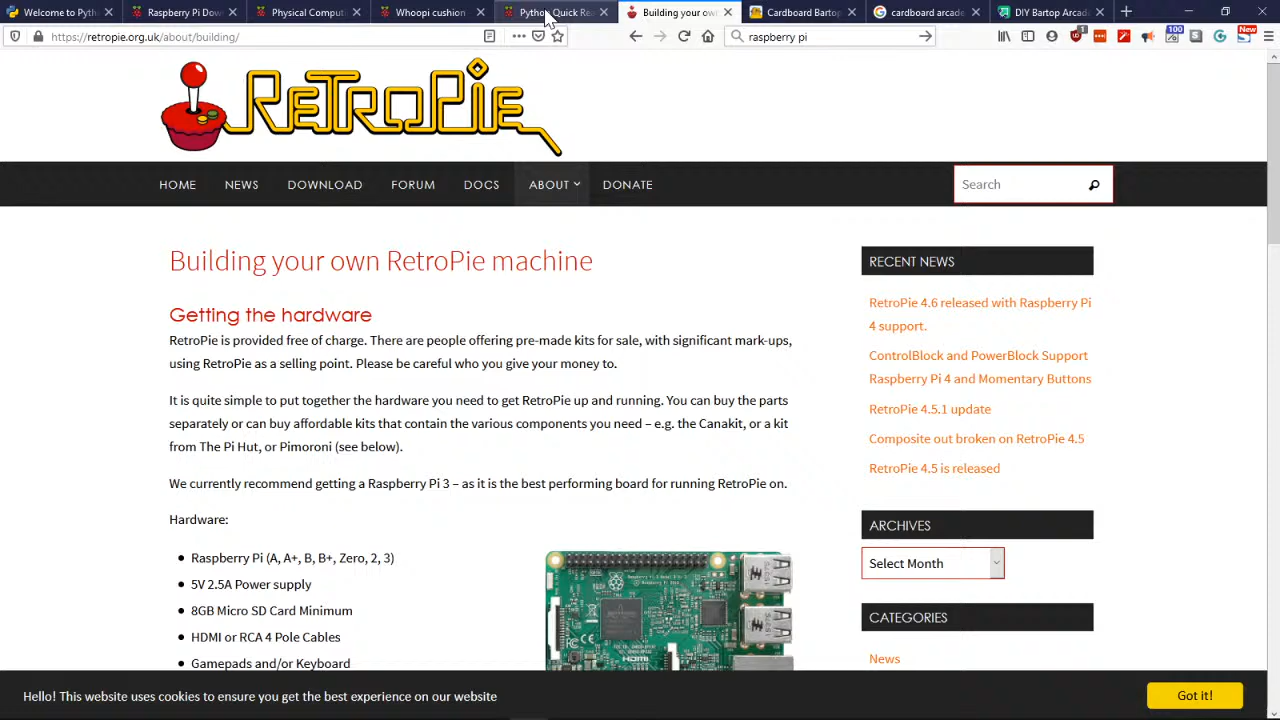 Welcome to Pyth
Raspberry Pi Dow
Physical Computi
Whoopi cushion
Python Quick Rea
Building your own
Cardboard Bartop
cardboard arcade
DIY Bartop Arcade
https://retropie.org.uk/about/building/
raspberry pi
1
100
New
RETROPIE
HOME
NEWS
DOWNLOAD
FORUM
DOCS
ABOUT
DONATE
Search
Building your own RetroPie machine
Getting the hardware
RetroPie is provided free of charge. There are people offering pre-made kits for sale, with significant mark-ups,
using RetroPie as a selling point. Please be careful who you give your money to.
It is quite simple to put together the hardware you need to get RetroPie up and running. You can buy the parts
separately or can buy affordable kits that contain the various components you need – e.g. the Canakit, or a kit
from The Pi Hut, or Pimoroni (see below).
We currently recommend getting a Raspberry Pi 3 – as it is the best performing board for running RetroPie on.
Hardware:
Raspberry Pi (A, A+, B, B+, Zero, 2, 3)
5V 2.5A Power supply
8GB Micro SD Card Minimum
HDMI or RCA 4 Pole Cables
Gamepads and/or Keyboard
HDMI
RECENT NEWS
RetroPie 4.6 released with Raspberry Pi
4 support.
ControlBlock and PowerBlock Support
Raspberry Pi 4 and Momentary Buttons
RetroPie 4.5.1 update
Composite out broken on RetroPie 4.5
RetroPie 4.5 is released
ARCHIVES
Select Month
CATEGORIES
News
Hello! This website uses cookies to ensure you get the best experience on our website
Got it!